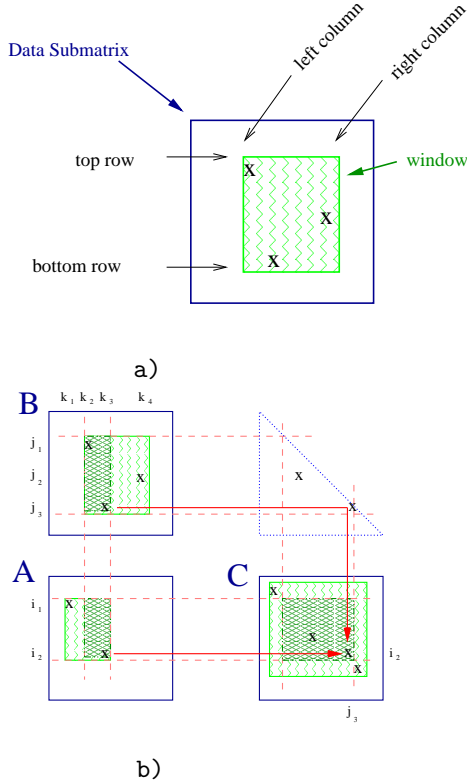 left column
right column
Data Submatrix
top row
x
window
x
bottom row
x
a)
B
k1 k2 k3 k4
j1
x
j2
x
x
j3
x
x
A
C
i1
x
x
x
i2
x
x
i2
x
j3
b)